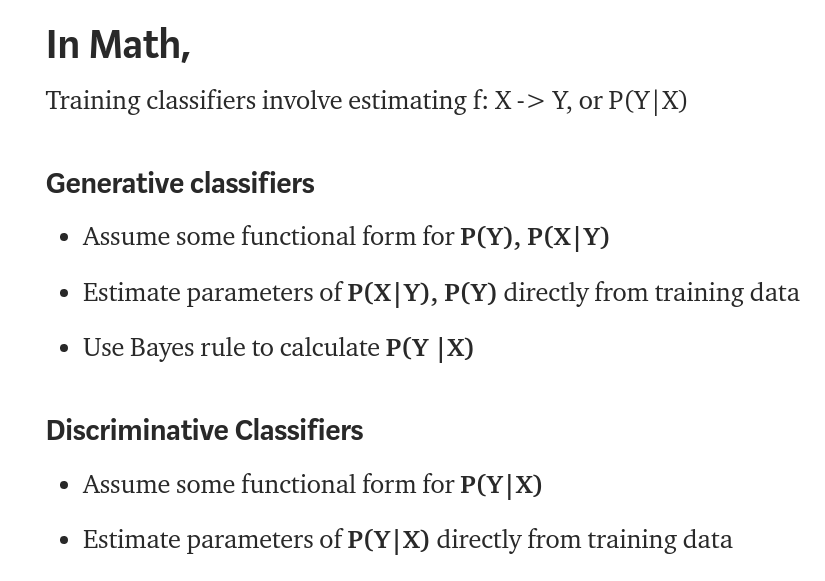 In Math,
Training classifiers involve estimating f: X -> Y, or P(Y|X)
Generative classifiers
• Assume some functional form for P(Y), P(X|Y)
• Estimate parameters of P(X|Y), P(Y) directly from training data
• Use Bayes rule to calculate P(Y |X)
Discriminative Classifiers
• Assume some functional form for P(Y|X)
• Estimate parameters of P(Y|X) directly from training data